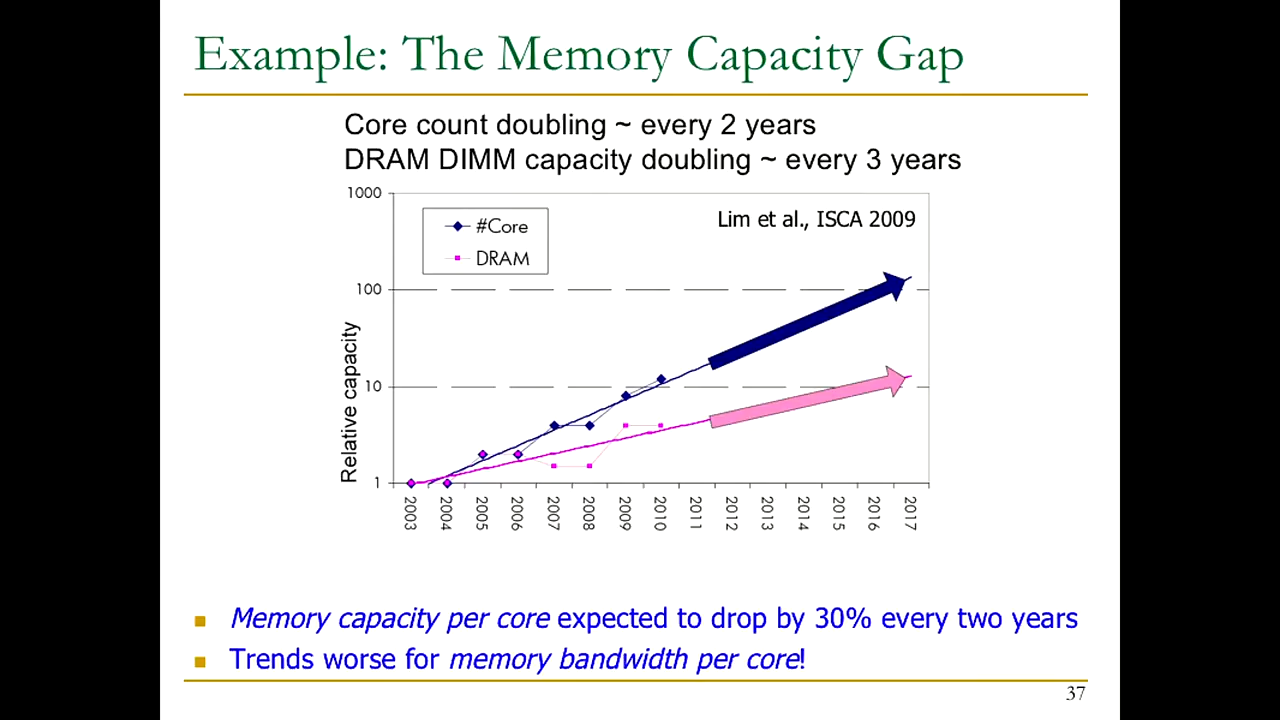 Example: The Memory Capacity Gap
Core count doubling ~ every 2 years
DRAM DIMM capacity doubling ~ every 3 years
1000
#Core
Lim et al., ISCA 2009
DRAM
100
Relative capacity
10
1
2003 2004 2005 2006 2007 2008 2009 2010 2011 2012 2013 2014 2015 2016 2017
Memory capacity per core expected to drop by 30% every two years
Trends worse for memory bandwidth per core!
37